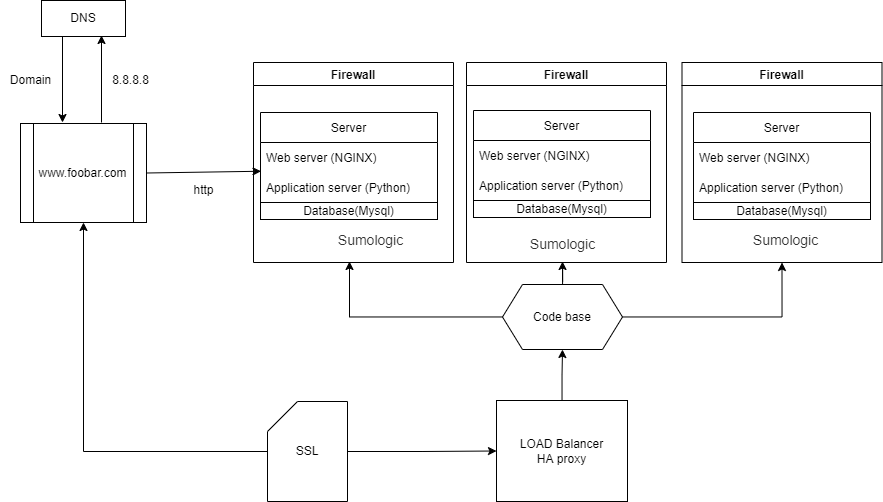 DNS
Domain
8.8.8.8
www.foobar.com
http
Firewall
Server
Web server (NGINX)
Application server (Python)
Database(Mysql)
Sumologic
Firewall
Server
Web server (NGINX)
Application server (Python)
Database(Mysql)
Sumologic
Firewall
Server
Web server (NGINX)
Application server (Python)
Database(Mysql)
Sumologic
Code base
SSL
LOAD Balancer
HA proxy